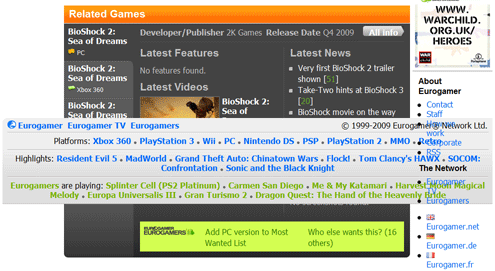 Related Games
BioShock 2:
Sea of Dreams
PC
Developer/Publisher 2K Games Release Date Q4 2009
All info
BioShock 2:
Sea of Dreams
Xbox 360
BioShock 2:
Sea of Dreams
Latest Features
No features found.
Latest Videos
BioShock 2:
Sea of
Latest News
Very first BioShock 2 trailer
shown [51]
Take-Two hints at BioShock 3
[20]
BioShock movie on the way
WWW.
WARCHILD.
ORG.UK/
HEROES
About
Eurogamer
Contact
Staff
work
Corporate
RSS
The Network
Eurogamer
Eurogamers
Eurogamer.net
Eurogamer.de
Eurogamer.fr
Eurogamer Eurogamer TV Eurogamers
© 1999-2009 Eurogamer® Network Ltd.
Platforms: Xbox 360 • PlayStation 3 • Wii • PC • Nintendo DS • PSP • PlayStation 2 • MMO • Retro
Highlights: Resident Evil 5 • MadWorld • Grand Theft Auto: Chinatown Wars • Flock! • Tom Clancy's HAWX • SOCOM:
Confrontation • Sonic and the Black Knight
Eurogamers are playing: Splinter Cell (PS2 Platinum) • Carmen San Diego • Me & My Katamari • Harvest Moon Magical
Melody • Europa Universalis III • Gran Turismo 2 • Dragon Quest: The Hand of the Heavenly Bride
EUROGAMER
EUROGAMERS
Add PC version to Most
Wanted List
Who else wants this? (16
others)